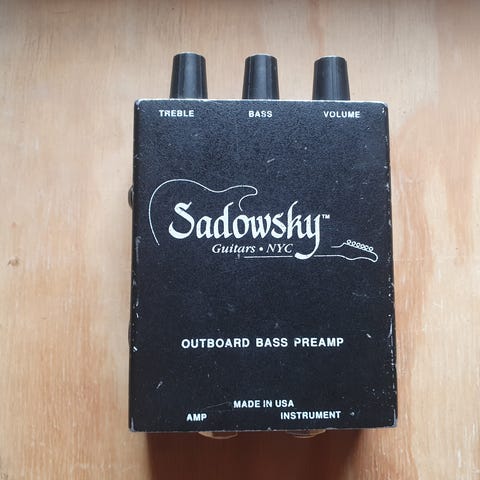 TREBLE BASS VOLUME
Sadowsky™
Guitars • NYC
OUTBOARD BASS PREAMP
MADE IN USA
AMP INSTRUMENT